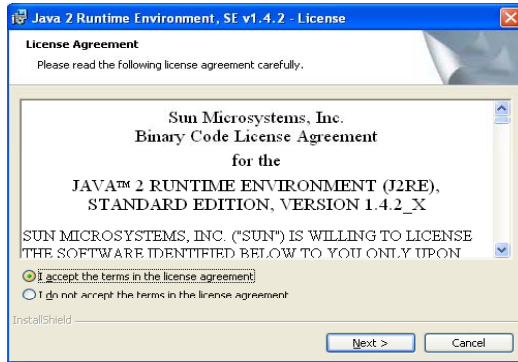 Java 2 Runtime Environment, SE v1.4.2 - License
License Agreement
Please read the following license agreement carefully.
Sun Microsystems, Inc.
Binary Code License Agreement
for the
JAVA™ 2 RUNTIME ENVIRONMENT (J2RE),
STANDARD EDITION, VERSION 1.4.2_X
SUN MICROSYSTEMS, INC. ("SUN") IS WILLING TO LICENSE
THE SOFTWARE IDENTIFIED BELOW TO YOU ONLY UPON
I accept the terms in the license agreement
I do not accept the terms in the license agreement
InstallShield
Next >
Cancel